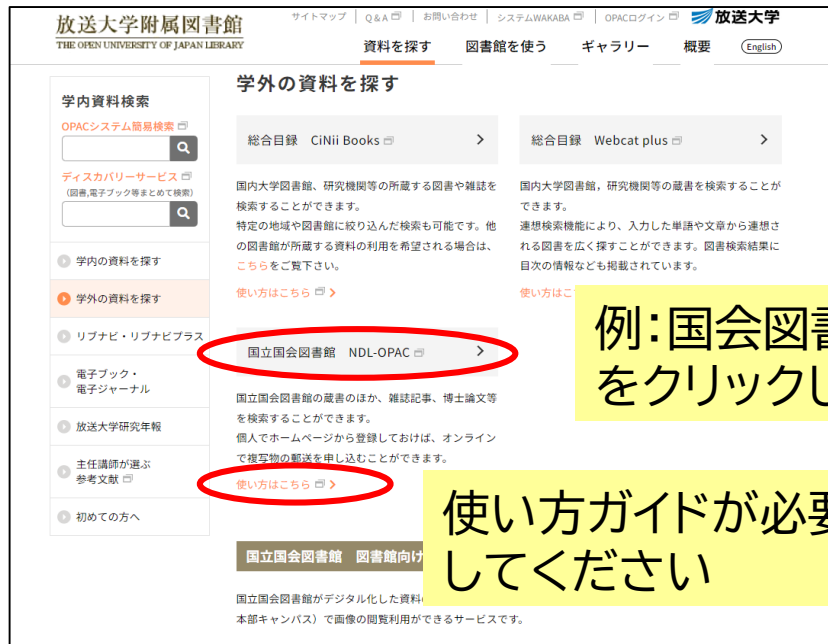 放送大学附属図書館
THE OPEN UNIVERSITY OF JAPAN LIBRARY
サイトマップ | Q&A | お問い合わせ | システムWAKABA | OPACログイン 放送大学
資料を探す 図書館を使う ギャラリー 概要 English
学内資料検索
OPACシステム簡易検索
ディスカバリーサービス
(図書,電子ブック等まとめて検索)
学内の資料を探す
学外の資料を探す
リブナビ・リブナビプラス
電子ブック・
電子ジャーナル
放送大学研究年報
主任講師が選ぶ
参考文献
初めての方へ
学外の資料を探す
総合目録 CiNii Books
国内大学図書館、研究機関等の所蔵する図書や雑誌を
検索することができます。
特定の地域や図書館に絞り込んだ検索も可能です。他
の図書館が所蔵する資料の利用を希望される場合は、
こちらをご覧下さい。
使い方はこちら
総合目録 Webcat plus
国内大学図書館，研究機関等の蔵書を検索することが
できます。
連想検索機能により、入力した単語や文章から連想さ
れる図書を広く探すことができます。図書検索結果に
目次の情報なども掲載されています。
使い方はこ
例：国会図書
をクリックし
国立国会図書館 NDL-OPAC
国立国会図書館の蔵書のほか、雑誌記事、博士論文等
を検索することができます。
個人でホームページから登録しておけば、オンライン
で複写物の郵送を申し込むことができます。
使い方はこちら
使い方ガイドが必要
してください
国立国会図書館 図書館向け
国立国会図書館がデジタル化した資料
本部キャンパス）で画像の閲覧利用ができるサービスです。